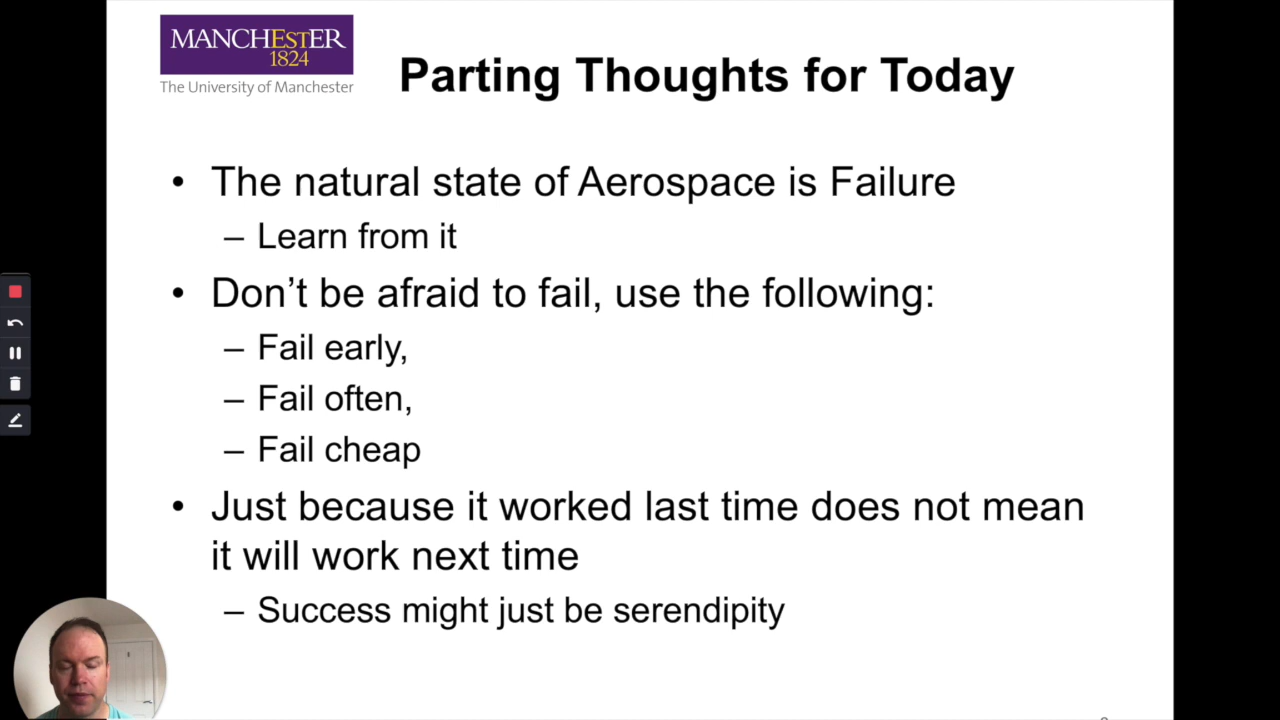 MANCHESTER
1824
The University of Manchester
Parting Thoughts for Today
• The natural state of Aerospace is Failure
– Learn from it
• Don’t be afraid to fail, use the following:
– Fail early,
– Fail often,
– Fail cheap
• Just because it worked last time does not mean
it will work next time
– Success might just be serendipity